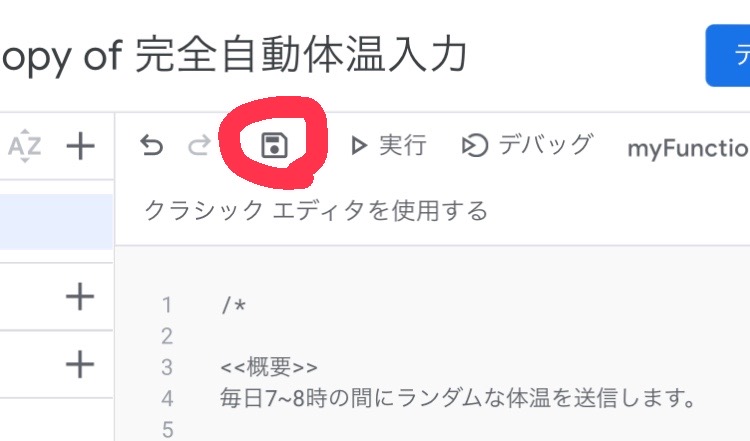 opy of 完全自動体温入力
デ
AZ
実行 デバッグ myFunctio
クラシック エディタを使用する
1 /*
2
3 <<概要>>
4 毎日7~8時の間にランダムな体温を送信します。
5